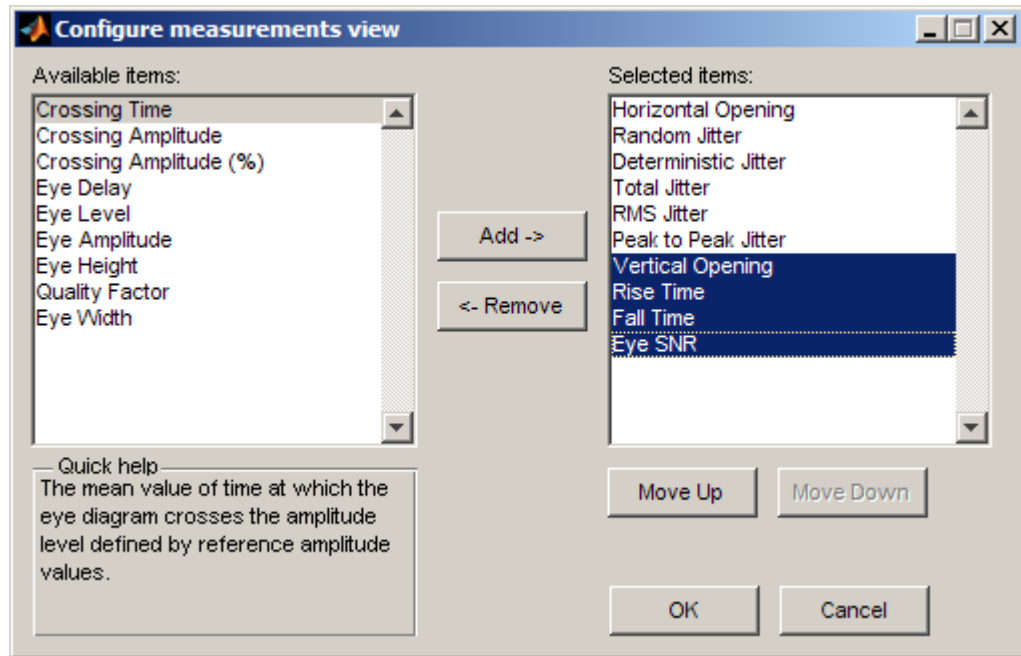 Configure measurements view
Available items:
Crossing Time
Crossing Amplitude
Crossing Amplitude (%)
Eye Delay
Eye Level
Eye Amplitude
Eye Height
Quality Factor
Eye Width
Add ->
<- Remove
Selected items:
Horizontal Opening
Random Jitter
Deterministic Jitter
Total Jitter
RMS Jitter
Peak to Peak Jitter
Vertical Opening
Rise Time
Fall Time
Eye SNR
Quick help
The mean value of time at which the
eye diagram crosses the amplitude
level defined by reference amplitude
values.
Move Up
Move Down
OK
Cancel